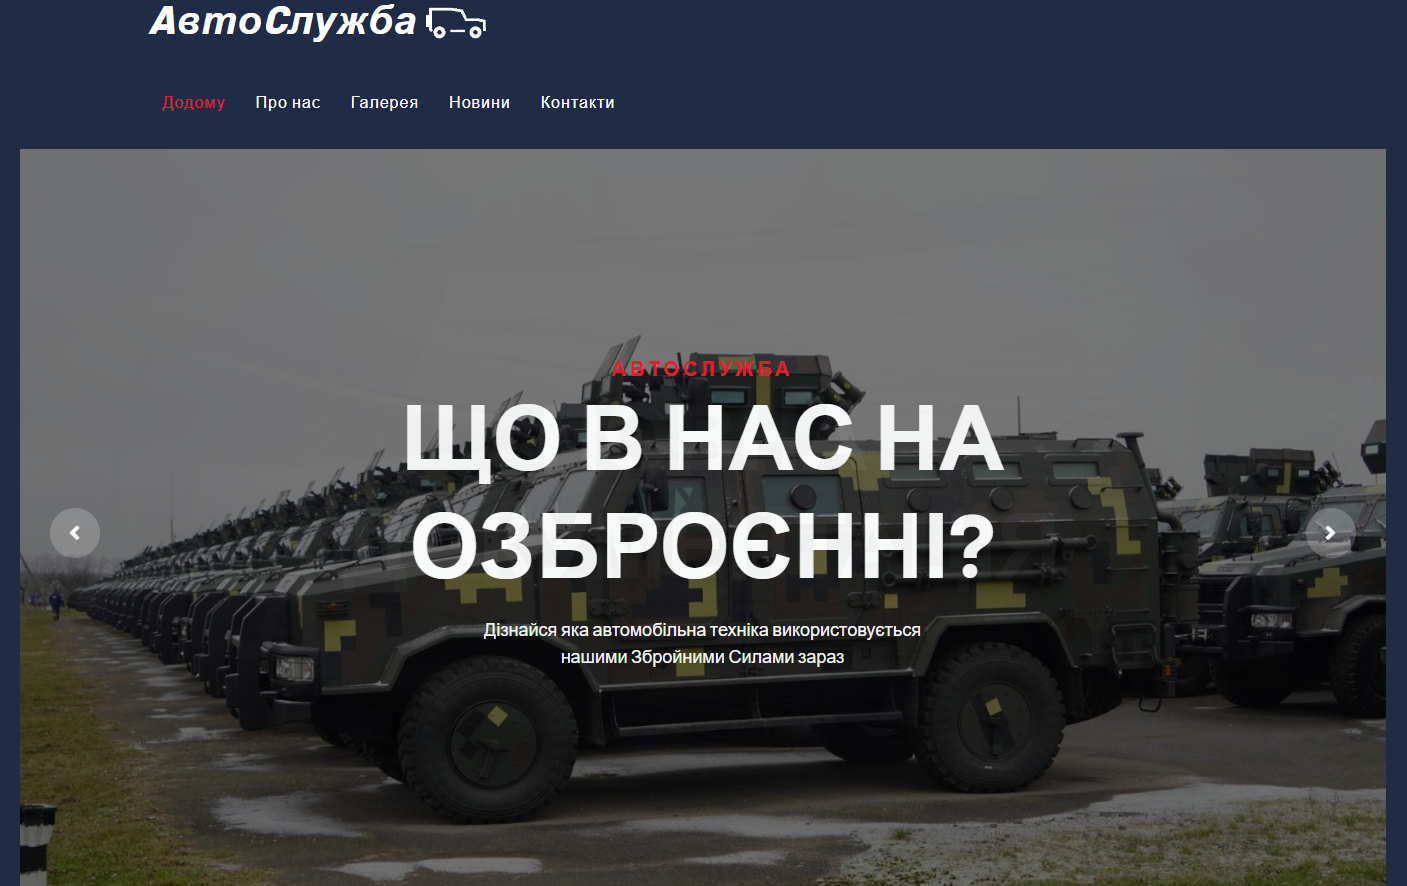 АвтоСлужба
Додому Про нас Галерея Новини Контакти
АВТОСЛУЖБА
ЩО В НАС НА
ОЗБРОЄННІ?
Дізнайся яка автомобільна техніка використовується
нашими Збройними Силами зараз